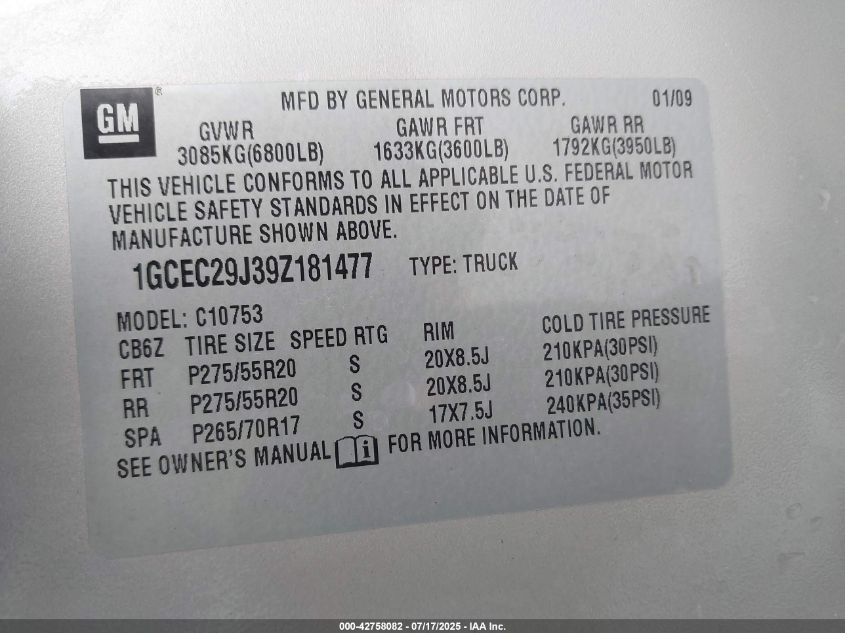 GM ® MFD BY GENERAL MOTORS CORP. 01/09
GVWR GAWR FRT GAWR RR
3085KG(6800LB) 1633KG(3600LB) 1792KG(3950LB)
THIS VEHICLE CONFORMS TO ALL APPLICABLE U.S. FEDERAL MOTOR
VEHICLE SAFETY STANDARDS IN EFFECT ON THE DATE OF
MANUFACTURE SHOWN ABOVE.
1GCEC29J39Z181477 TYPE: TRUCK
MODEL: C10753
CB6Z TIRE SIZE SPEED RTG RIM COLD TIRE PRESSURE
FRT P275/55R20 S 20X8.5J 210KPA(30PSI)
RR P275/55R20 S 20X8.5J 210KPA(30PSI)
SPA P265/70R17 S 17X7.5J 240KPA(35PSI)
SEE OWNER'S MANUAL i FOR MORE INFORMATION.
000-42758082 - 07/17/2025 - IAA Inc.